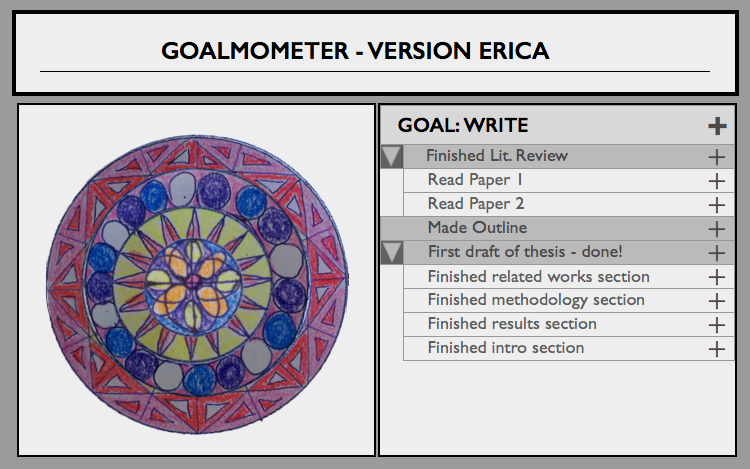 GOALMOMETER - VERSION ERICA
GOAL: WRITE
Finished Lit. Review
Read Paper 1
Read Paper 2
Made Outline
First draft of thesis - done!
Finished related works section
Finished methodology section
Finished results section
Finished intro section